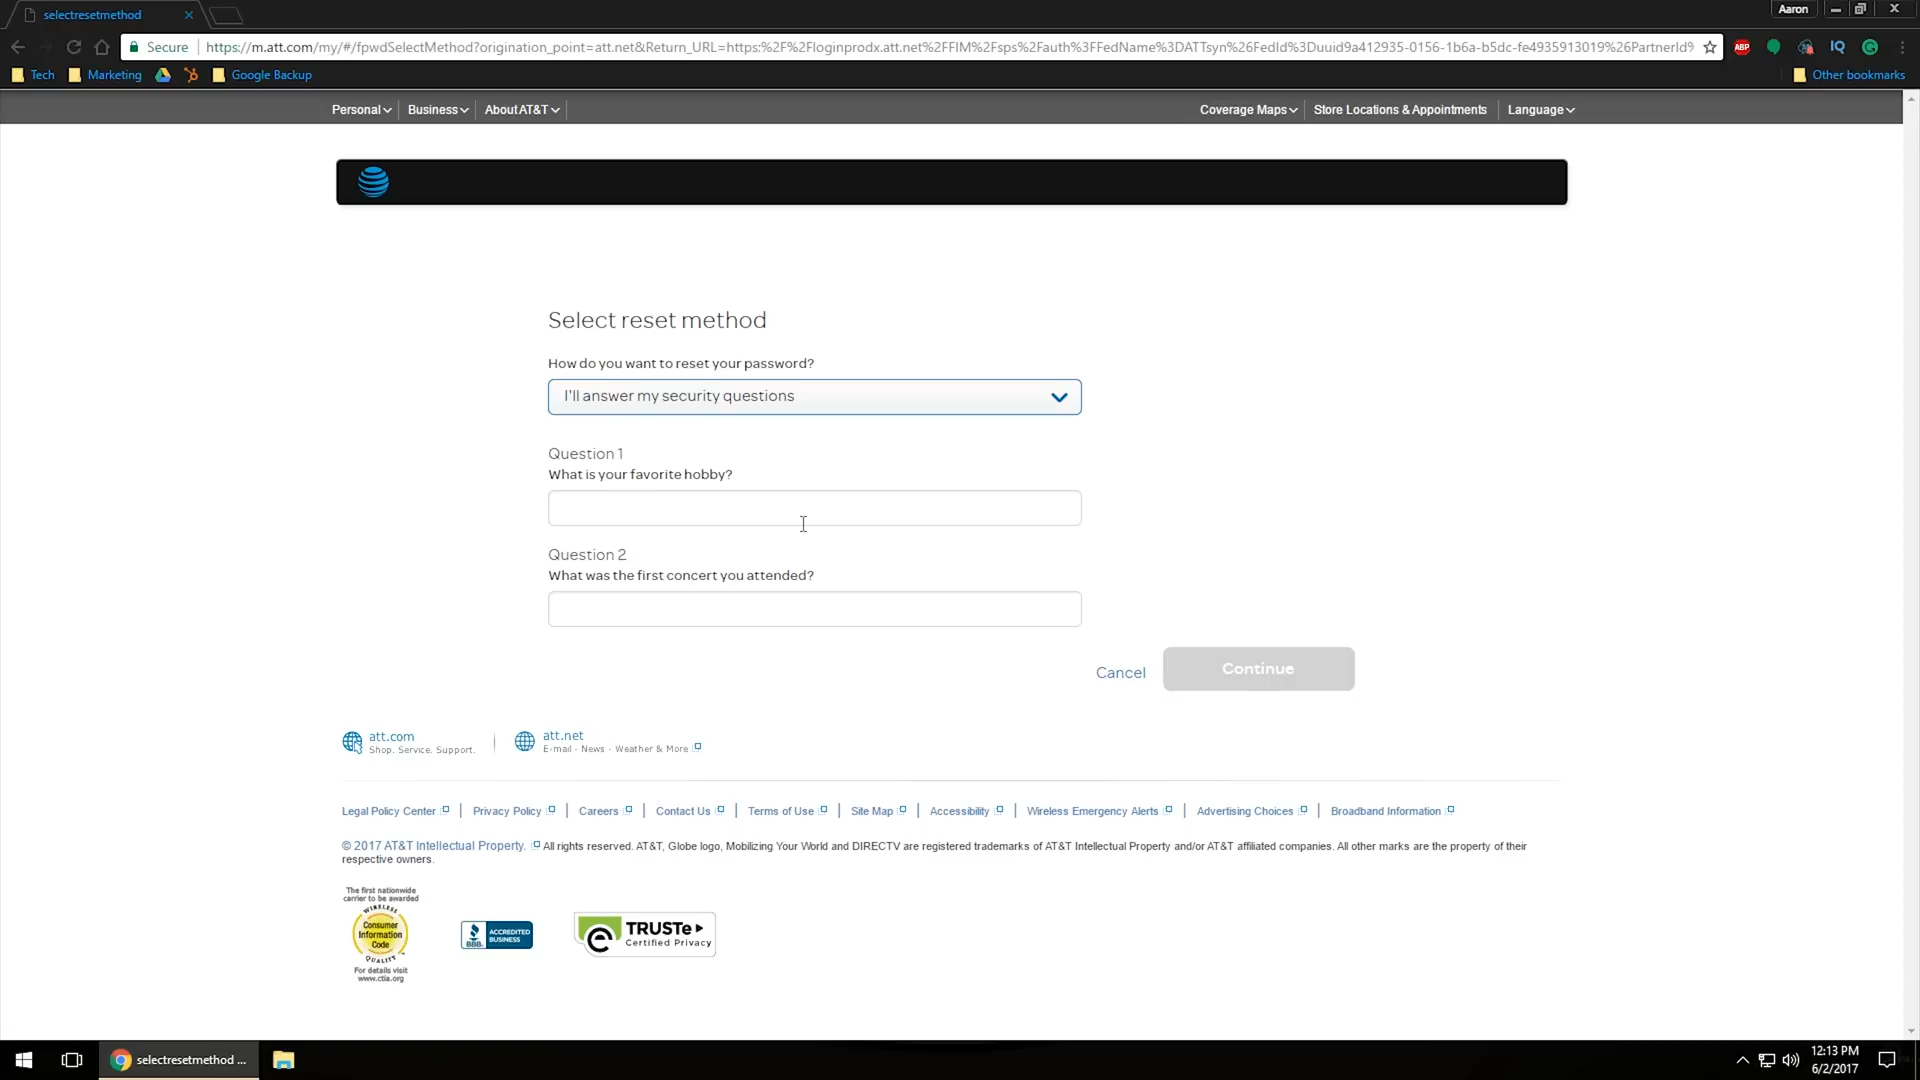 selectresetmethod
Aaron
Secure
https://m.att.com/my/#/fpwdSelectMethod?origination_point=att.net&Return_URL=https:%2F%2Floginprodx.att.net%2FFIM%2Fsps%2Fauth%3FFedName%3DATTsyn%26FedId%3Duuid9a412935-0156-1b6a-b5dc-fe4935913019%26PartnerId9
ABP
IQ
Tech
Marketing
Google Backup
Other bookmarks
Personal
Business
About AT&T
Coverage Maps
Store Locations & Appointments
Language
Select reset method
How do you want to reset your password?
I'll answer my security questions
Question 1
What is your favorite hobby?
Question 2
What was the first concert you attended?
Cancel
Continue
att.com
Shop. Service. Support.
att.net
E-mail - News - Weather & More
Legal Policy Center
Privacy Policy
Careers
Contact Us
Terms of Use
Site Map
Accessibility
Wireless Emergency Alerts
Advertising Choices
Broadband Information
© 2017 AT&T Intellectual Property. All rights reserved. AT&T, Globe logo, Mobilizing Your World and DIRECTV are registered trademarks of AT&T Intellectual Property and/or AT&T affiliated companies. All other marks are the property of their
respective owners.
The first nationwide
carrier to be awarded
WIRELESS
Consumer
Information
Code
QUALITY
For details visit
www.ctia.org
BBB.
ACCREDITED
BUSINESS
TRUSTe
Certified Privacy
selectresetmethod ...
12:13 PM
6/2/2017